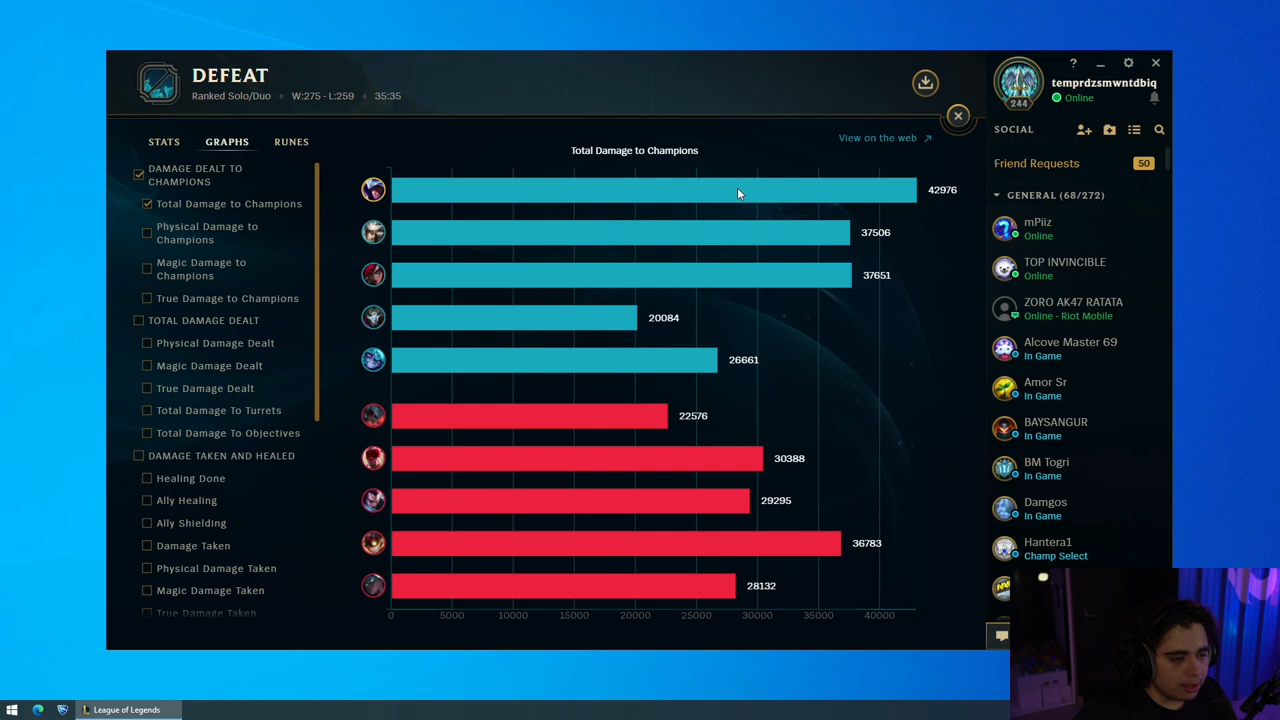 DEFEAT
Ranked Solo/Duo • W:275 - L:259 • 35:35
STATS
GRAPHS
RUNES
View on the web
DAMAGE DEALT TO
CHAMPIONS
Total Damage to Champions
Physical Damage to
Champions
Magic Damage to
Champions
True Damage to Champions
TOTAL DAMAGE DEALT
Physical Damage Dealt
Magic Damage Dealt
True Damage Dealt
Total Damage To Turrets
Total Damage To Objectives
DAMAGE TAKEN AND HEALED
Healing Done
Ally Healing
Ally Shielding
Damage Taken
Physical Damage Taken
Magic Damage Taken
True Damage Taken
Total Damage to Champions
42976
37506
37651
20084
26661
22576
30388
29295
36783
28132
0 5000 10000 15000 20000 25000 30000 35000 40000
?
244
temprdzsmwntdbiq
Online
SOCIAL
Friend Requests 50
GENERAL (68/272)
mPiiz
Online
TOP INVINCIBLE
Online
ZORO AK47 RATATA
Online - Riot Mobile
Alcove Master 69
In Game
Amor Sr
In Game
BAYSANGUR
In Game
BM Togri
In Game
Damgos
In Game
Hantera1
Champ Select
League of Legends